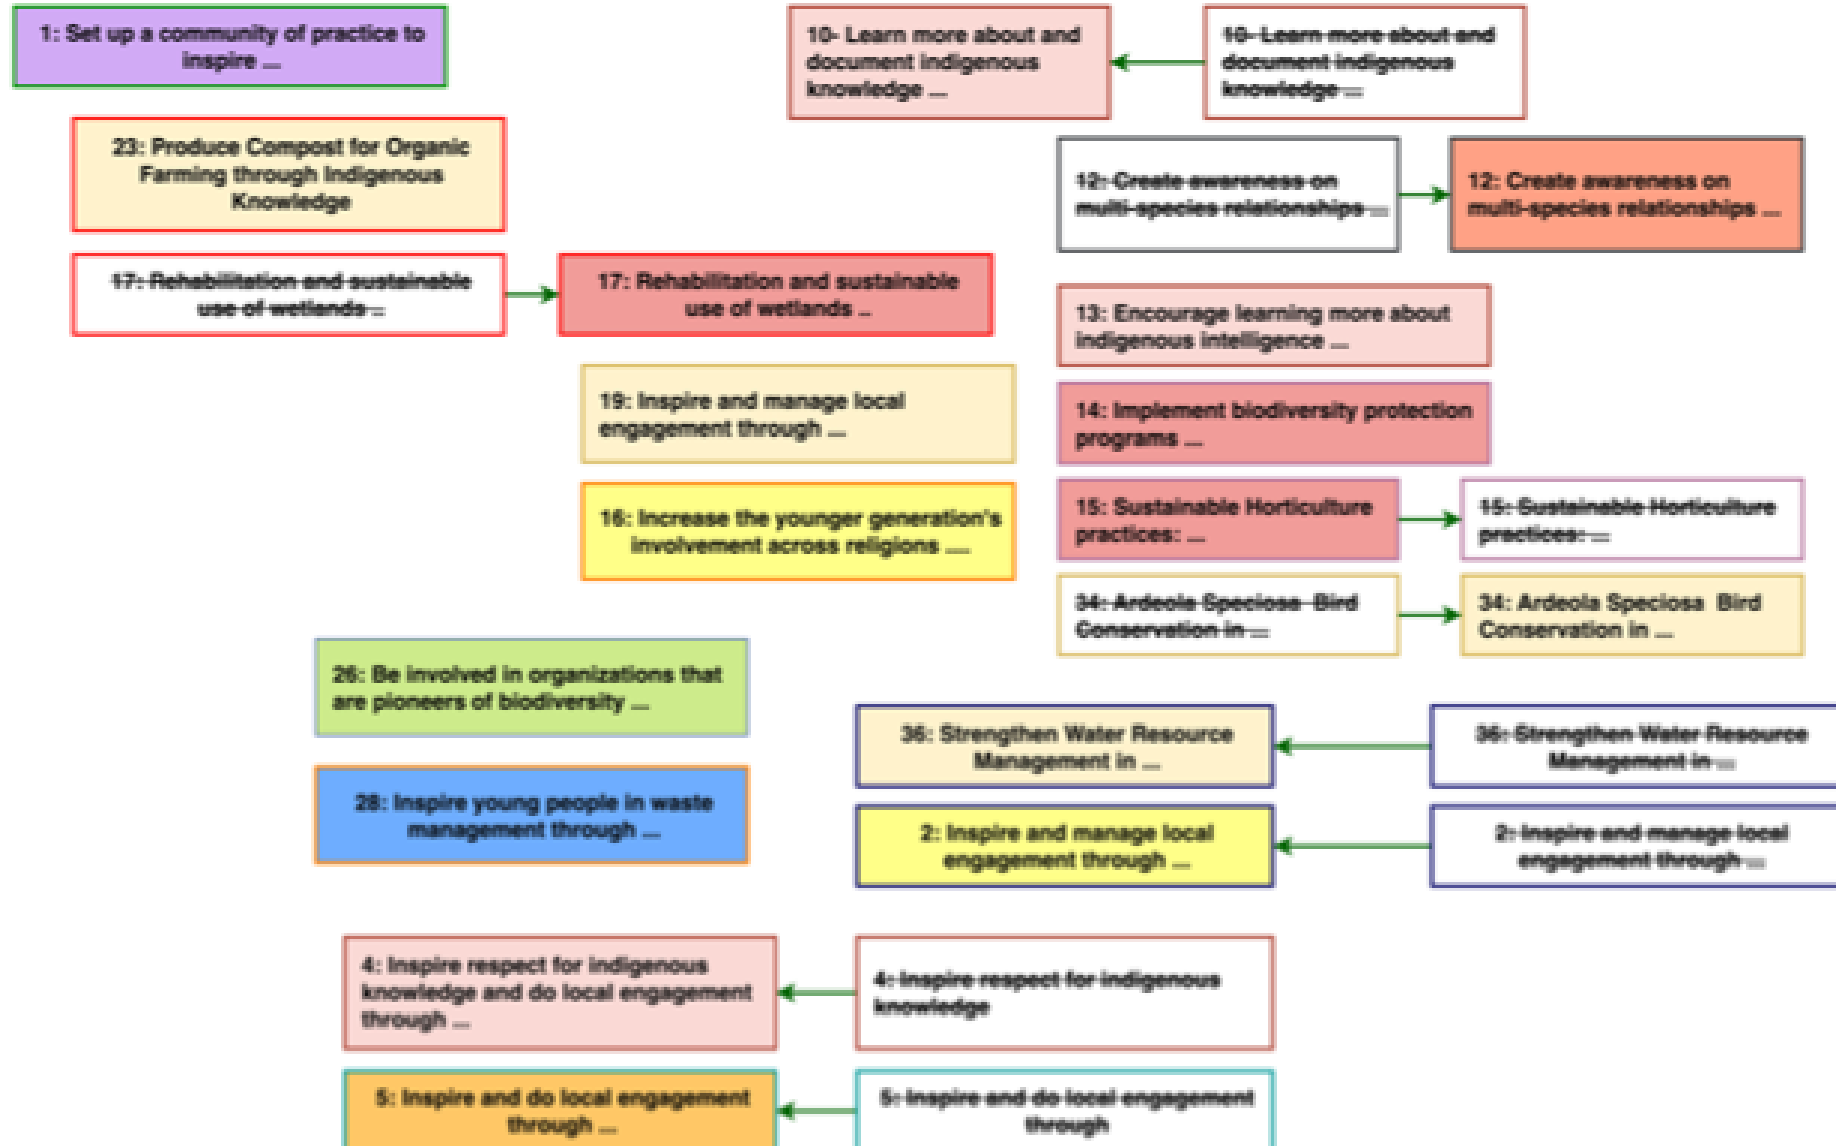 1: Set up a community of practice to
inspire ...
10- Learn more about and
document indigenous
knowledge ...
10- Learn more about and
document indigenous
knowledge ...
23: Produce Compost for Organic
Farming through Indigenous
Knowledge
12: Create awareness on
multi-species relationships ...
12: Create awareness on
multi-species relationships ...
17: Rehabilitation and sustainable
use of wetlands ..
17: Rehabilitation and sustainable
use of wetlands ..
13: Encourage learning more about
indigenous intelligence ...
19: Inspire and manage local
engagement through ...
14: Implement biodiversity protection
programs ...
16: Increase the younger generation's
involvement across religions ....
15: Sustainable Horticulture
practices: ...
15: Sustainable Horticulture
practices: ...
34: Ardeola Speciosa  Bird
Conservation in ...
34: Ardeola Speciosa  Bird
Conservation in ...
26: Be involved in organizations that
are pioneers of biodiversity ...
36: Strengthen Water Resource
Management in ...
36: Strengthen Water Resource
Management in ...
28: Inspire young people in waste
management through ...
2: Inspire and manage local
engagement through ...
2: Inspire and manage local
engagement through ...
4: Inspire respect for indigenous
knowledge and do local engagement
through ...
4: Inspire respect for indigenous
knowledge
5: Inspire and do local engagement
through ...
5: Inspire and do local engagement
through